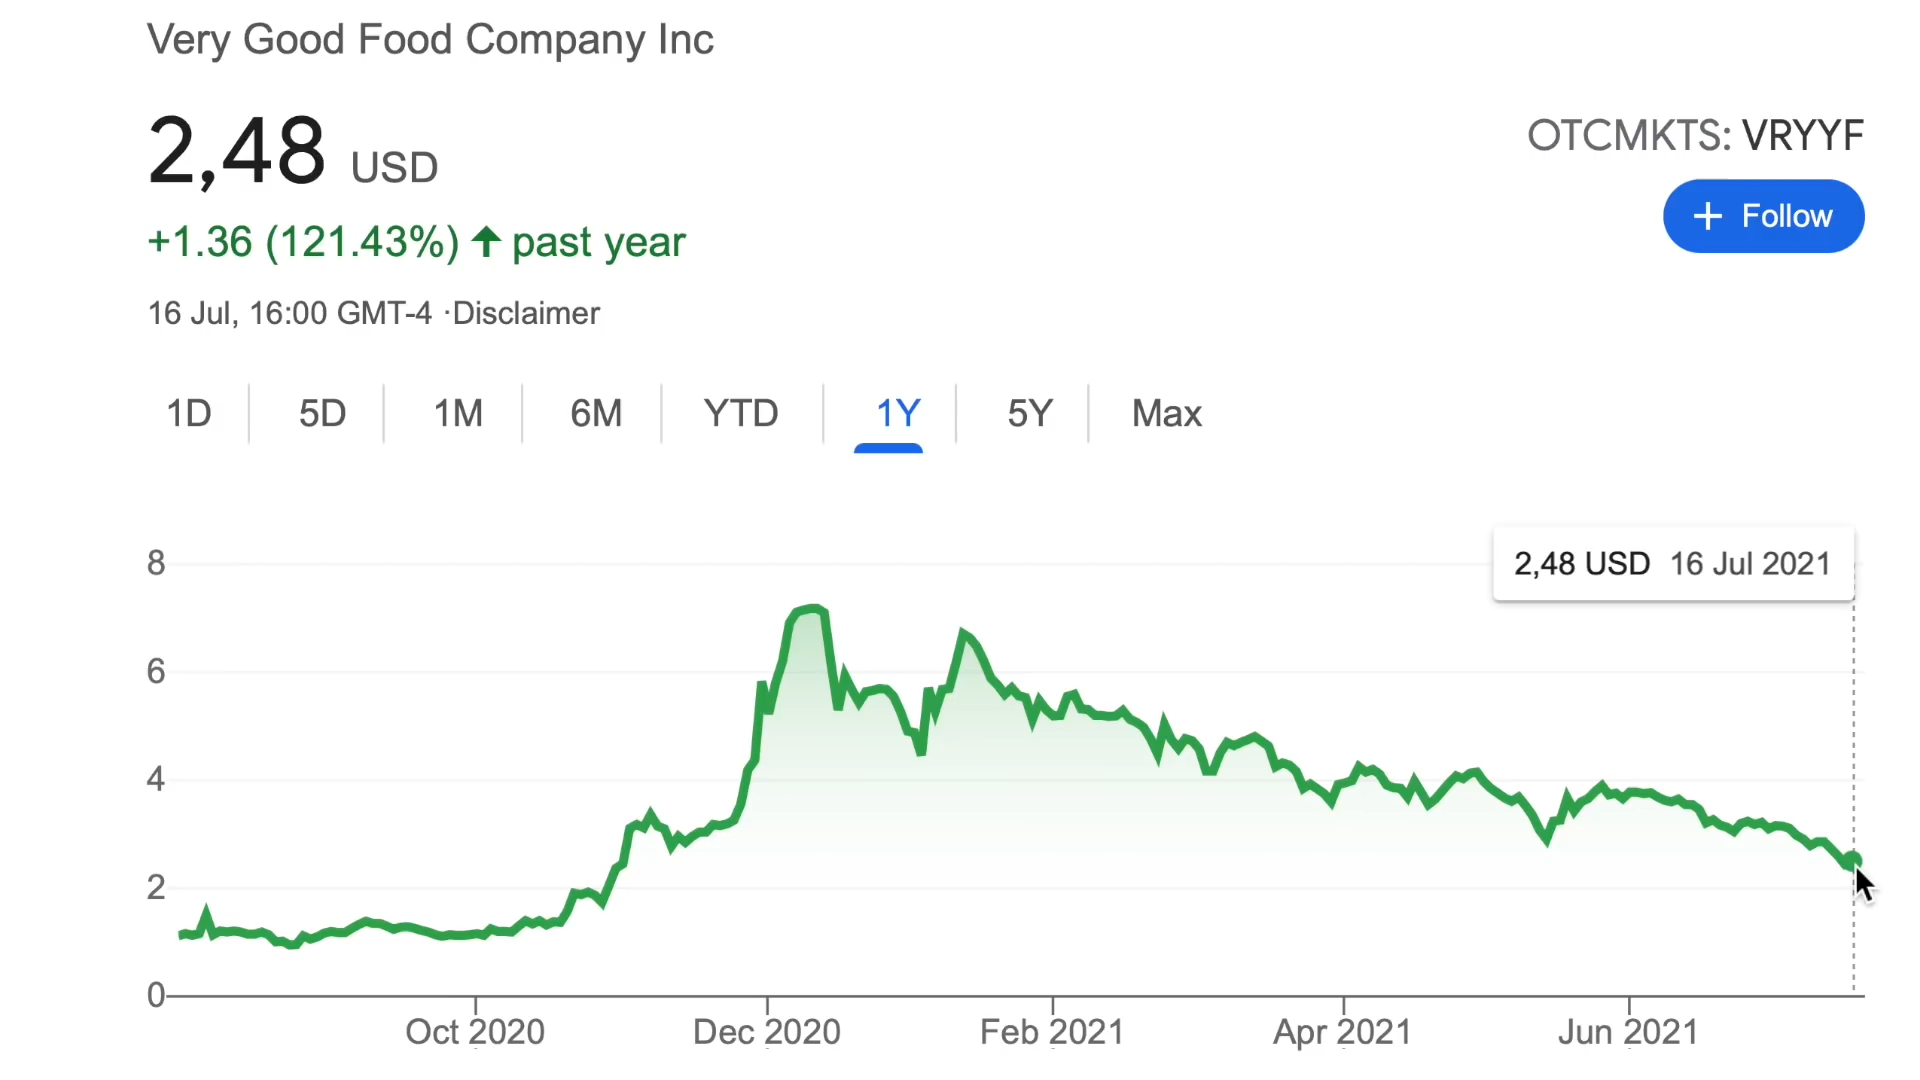 Very Good Food Company Inc
2,48 USD
OTCMKTS: VRYYF
+ Follow
+1.36 (121.43%) ↑ past year
16 Jul, 16:00 GMT-4 ·Disclaimer
1D 5D 1M 6M YTD 1Y 5Y Max
2,48 USD 16 Jul 2021
8
6
4
2
0
Oct 2020 Dec 2020 Feb 2021 Apr 2021 Jun 2021